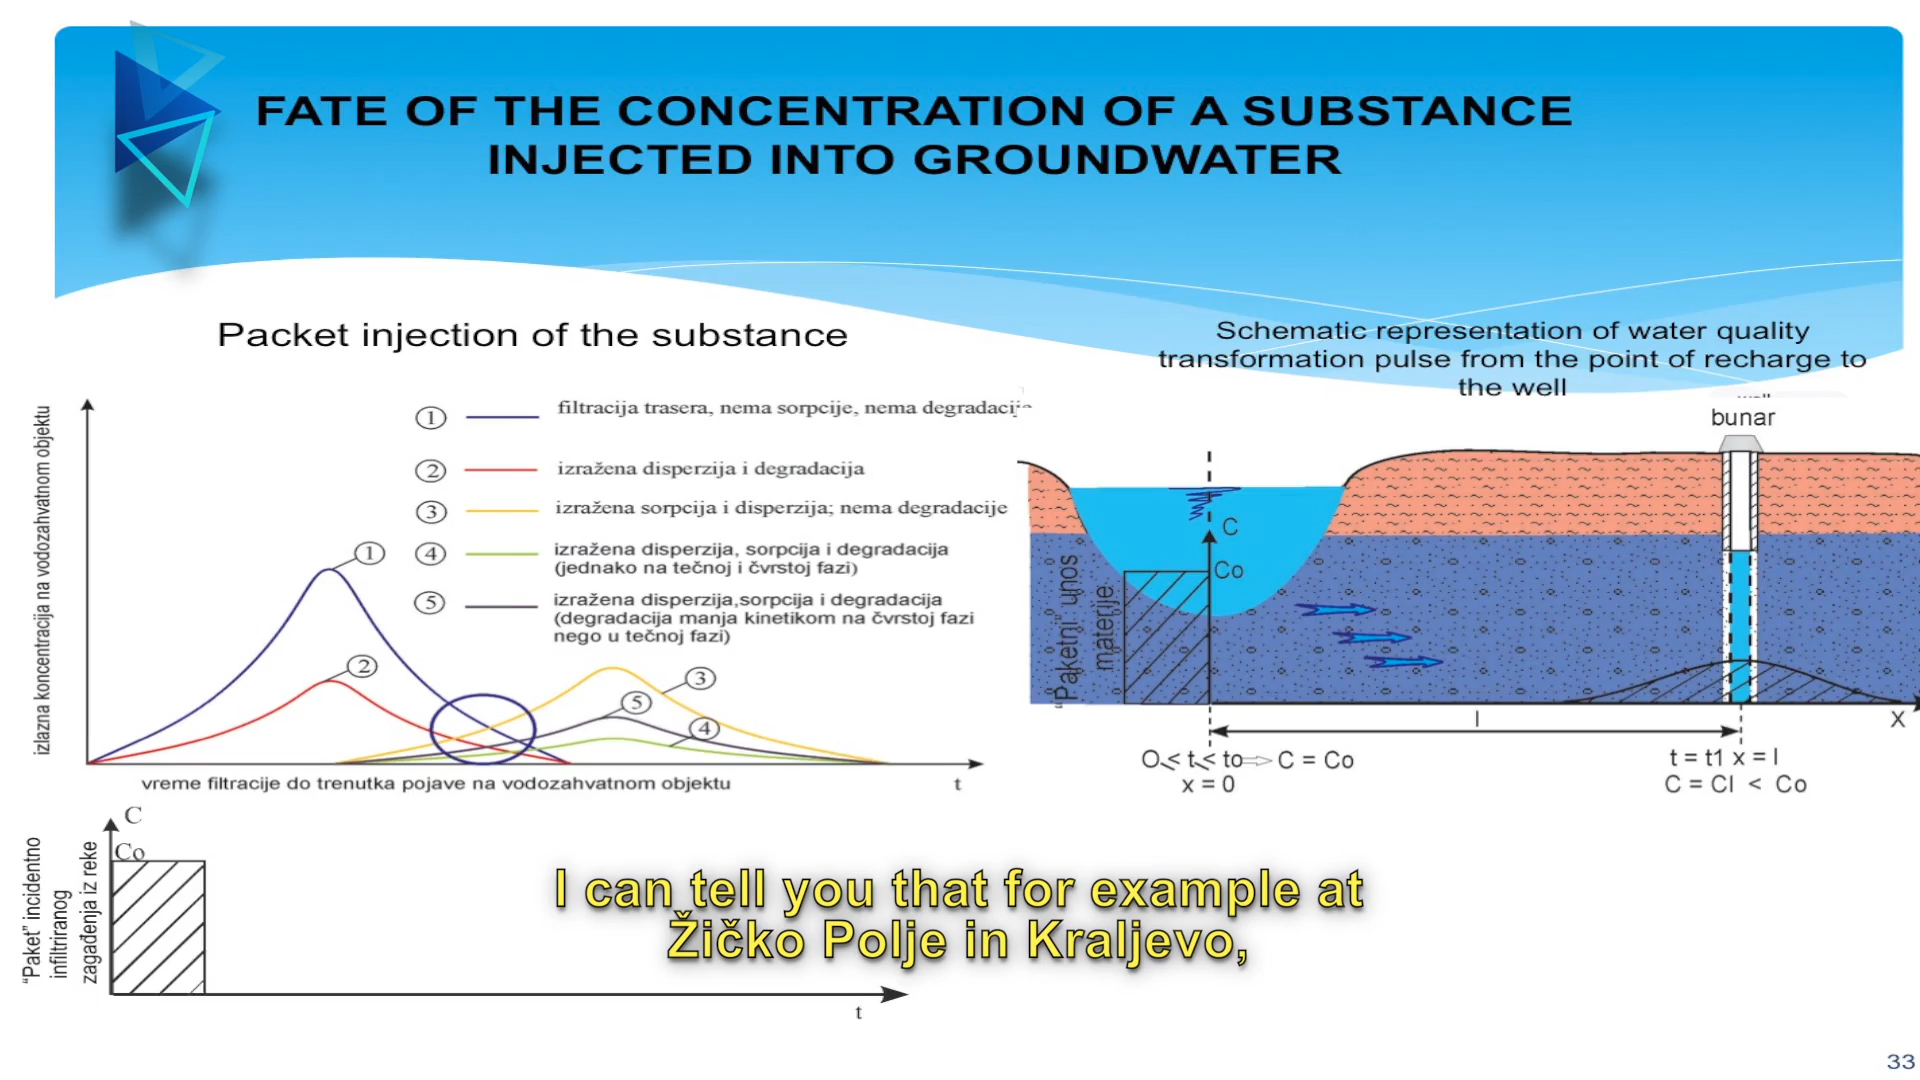 FATE OF THE CONCENTRATION OF A SUBSTANCE
INJECTED INTO GROUNDWATER
Packet injection of the substance
izlazna koncentracija na vodozahvatnom objektu
1
filtracija trasera, nema sorpcije, nema degradacij
2
izražena disperzija i degradacija
3
izražena sorpcija i disperzija; nema degradacije
4
izražena disperzija, sorpcija i degradacija
(jednako na tečnoj i čvrstoj fazi)
5
izražena disperzija,sorpcija i degradacija
(degradacija manja kinetikom na čvrstoj fazi
nego u tečnoj fazi)
1
2
3
5
4
vreme filtracije do trenutka pojave na vodozahvatnom objektu
t
C
Co
"Paket" incidentno
infiltriranog
zagađenja iz reke
t
Schematic representation of water quality
transformation pulse from the point of recharge to
the well
bunar
C
Co
"Paketni" unos
materije
l
X
O < t < to ⇒ C = Co
x = 0
t = t1 x = l
C = Cl < Co
I can tell you that for example at
Žičko Polje in Kraljevo,
33